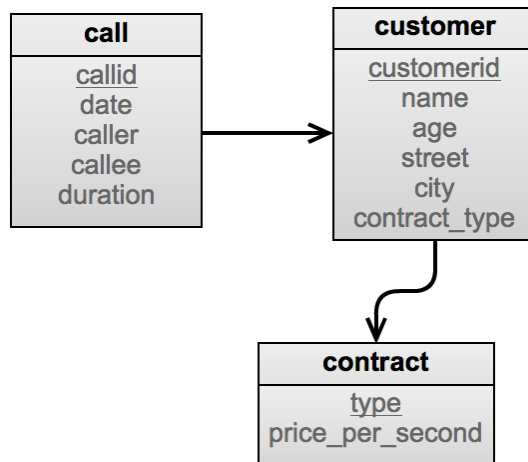 call
callid
date
caller
callee
duration
customer
customerid
name
age
street
city
contract_type
contract
type
price_per_second